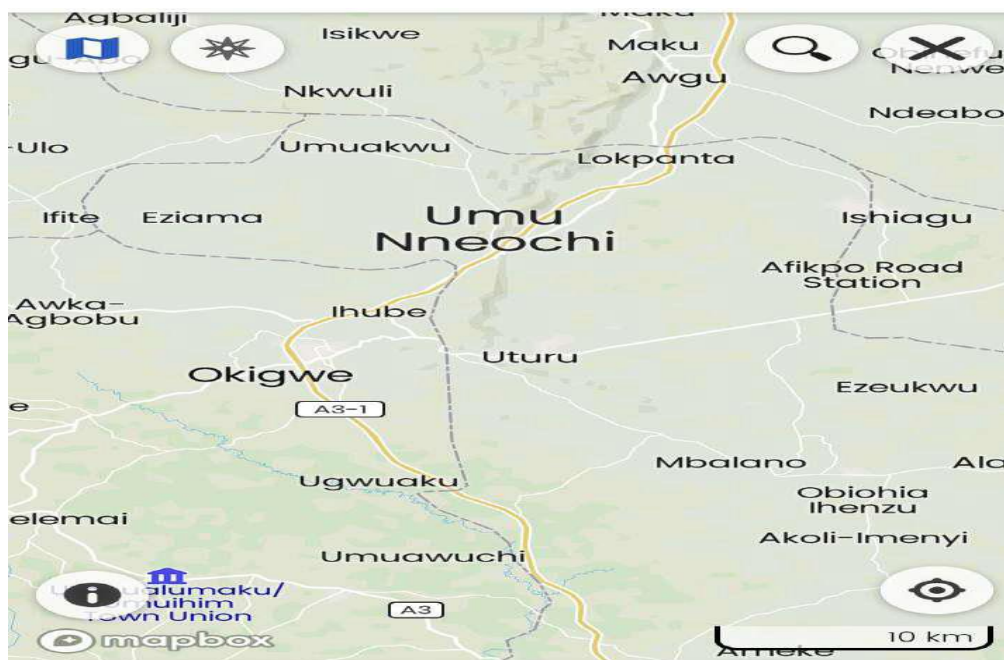 Agbaliji
Isikwe
Maku
Awgu
Nenwe
Nkwuli
Ndeabo
-Ulo
Umuakwu
Lokpanta
Ifite
Eziama
Umu
Nneochi
Ishiagu
Afikpo Road
Station
Awka-
Agbobu
Ihube
Okigwe
Uturu
Ezeukwu
e
A3-1
Ugwuaku
Mbalano
Ala
Obiohia
Ihenzu
elemai
Akoli-Imenyi
Umuawuchi
Town Union
A3
mapbox
10 km